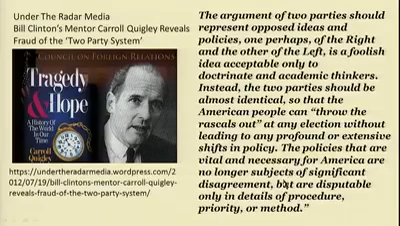 Under The Radar Media
Bill Clinton's Mentor Carroll Quigley Reveals
Fraud of the 'Two Party System'
COUNCIL ON FOREIGN RELATIONS
Tragedy
& Hope
A History Of
The World
In Our
Time
Carroll
Quigley
https://undertheradarmedia.wordpress.com/2
012/07/19/bill-clintons-mentor-carroll-quigley-
reveals-fraud-of-the-two-party-system/
The argument of two parties should
represent opposed ideas and
policies, one perhaps, of the Right
and the other of the Left, is a foolish
idea acceptable only to
doctrinate and academic thinkers.
Instead, the two parties should be
almost identical, so that the
American people can "throw the
rascals out" at any election without
leading to any profound or extensive
shifts in policy. The policies that are
vital and necessary for America are
no longer subjects of significant
disagreement, but are disputable
only in details of procedure,
priority, or method."